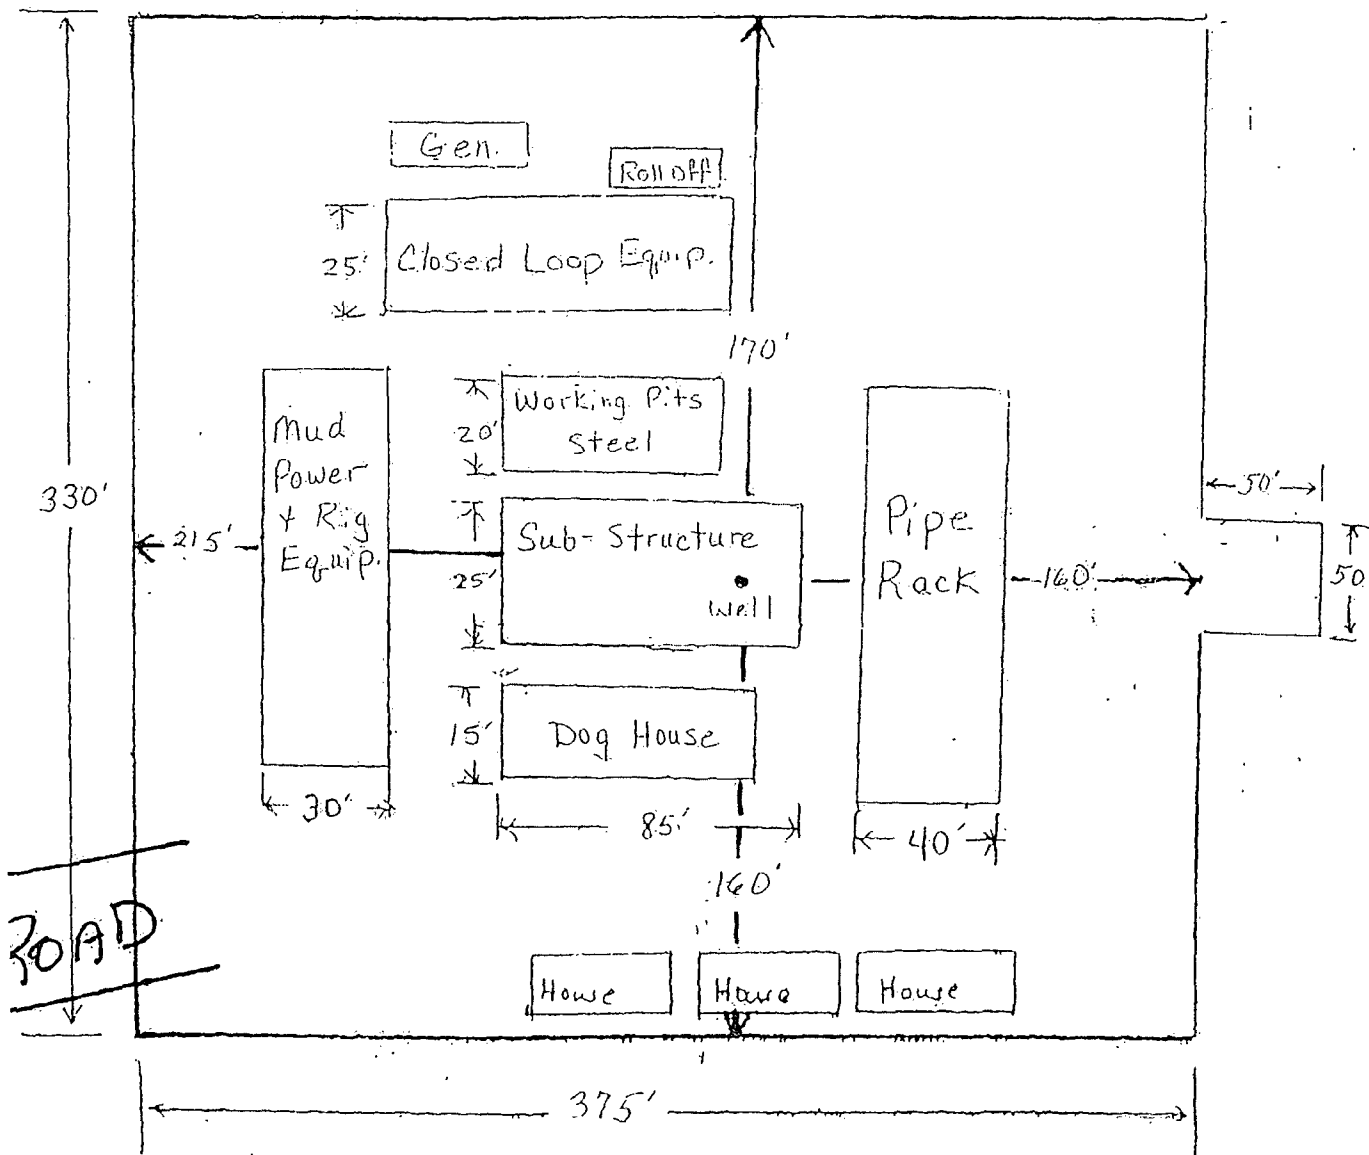 Gen.
Roll off
25'
Closed Loop Equip.
170'
Mud
Power
+ Rig
Equip.
20'
Working Pits
Steel
330'
215'
Sub-Structure
25'
Well
Pipe
Rack
160'
50'
50
15'
Dog House
30'
85'
40'
160'
ROAD
House
House
House
375'